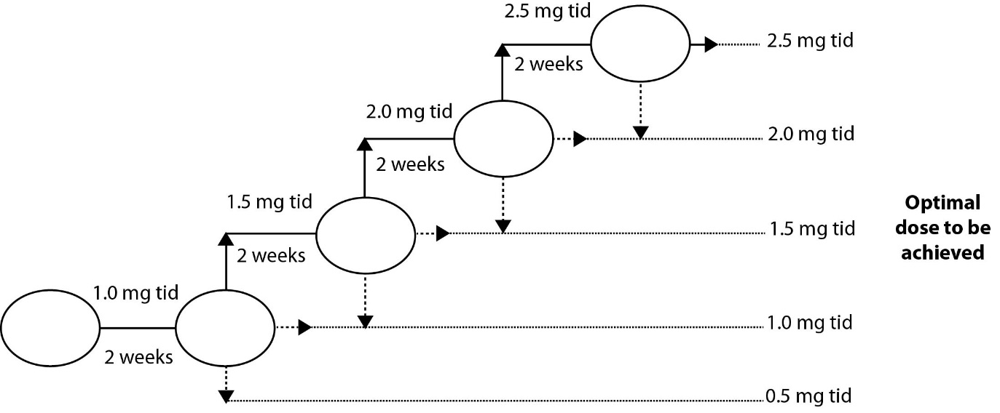 2.5 mg tid
2.5 mg tid
2 weeks
2.0 mg tid
2.0 mg tid
2 weeks
1.5 mg tid
Optimal
dose to be
achieved
1.5 mg tid
2 weeks
1.0 mg tid
1.0 mg tid
2 weeks
0.5 mg tid